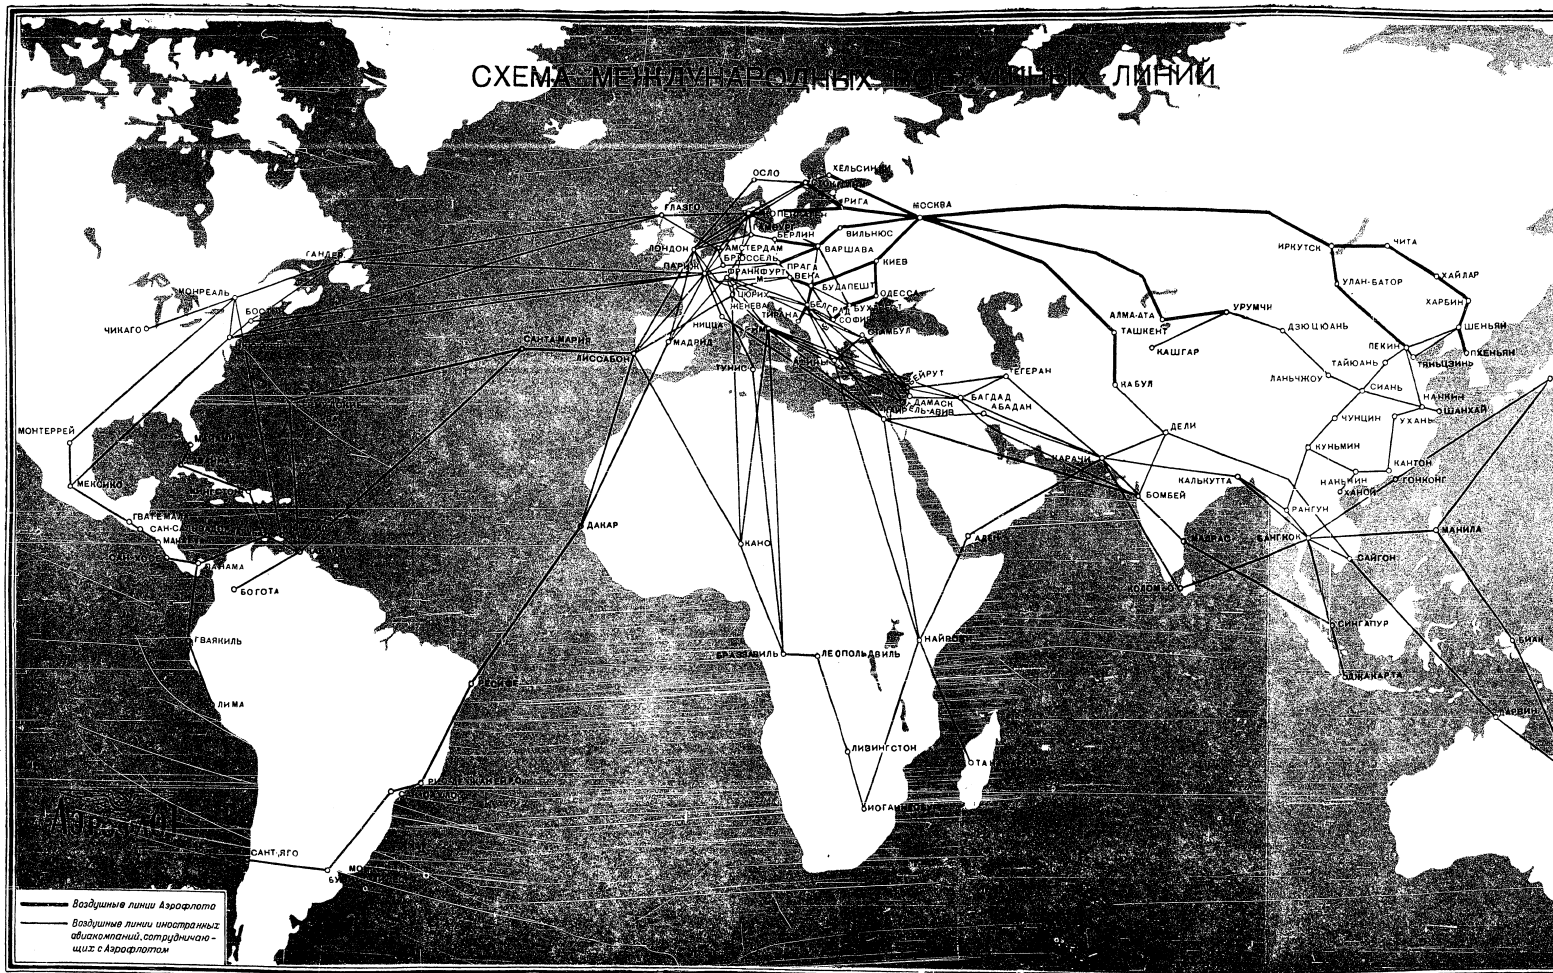 СХЕМА МЕЖДУНАРОДНЫХ ЛИНИЙ
ХЕЛЬСИНКИ
ОСЛО
РИГА
МОСКВА
ГЛАЗГО
ВИЛЬНЮС
БЕРЛИН
ВАРШАВА
ЛОНДОН
АМСТЕРДАМ
БРЮССЕЛЬ
КИЕВ
ПАРИЖ
ФРАНКФУРТ
ПРАГА
ВЕНА
БУДАПЕШТ
ОДЕССА
ЦЮРИХ
ЖЕНЕВА
БЕЛГРАД
ТИРАНА
СОФИЯ
НИЦЦА
РИМ
МАДРИД
ЛИССАБОН
САНТА-МАРИЯ
ТУНИС
ИРКУТСК
ЧИТА
УЛАН-БАТОР
ХАЙЛАР
ХАРБИН
ШЕНЬЯН
ПХЕНЬЯН
АЛМА-АТА
УРУМЧИ
ТАШКЕНТ
КАШГАР
ДЗЮЦЮАНЬ
ПЕКИН
ТЯНЬЦЗИНЬ
ТАЙЮАНЬ
ЛАНЬЧЖОУ
СИАНЬ
НАНКИН
ШАНХАЙ
УХАНЬ
ЧУНЦИН
КУНЬМИН
КАНТОН
ГОНКОНГ
НАНЬНИН
ХАНОЙ
КАБУЛ
ТЕГЕРАН
БЕЙРУТ
ДАМАСК
БАГДАД
ТЕЛЬ-АВИВ
АБАДАН
КАИР
ДЕЛИ
КАРАЧИ
КАЛЬКУТТА
БОМБЕЙ
РАНГУН
МАДРАС
БАНГКОК
МАНИЛА
САЙГОН
КОЛОМБО
СИНГАПУР
БИАК
ДЖАКАРТА
ДАРВИН
ГАНДЕР
МОНРЕАЛЬ
ЧИКАГО
МОНТЕРРЕЙ
МЕКСИКО
ПАНАМА
БОГОТА
ГВАЯКИЛЬ
ЛИМА
ДАКАР
КАНО
АДЕН
НАЙРОБИ
БРАЗЗАВИЛЬ
ЛЕОПОЛЬДВИЛЬ
ЛИВИНГСТОН
САНТЬЯГО
Воздушные линии Аэрофлота
Воздушные линии иностранных
авиакомпаний, сотрудничаю-
щих с Аэрофлотом